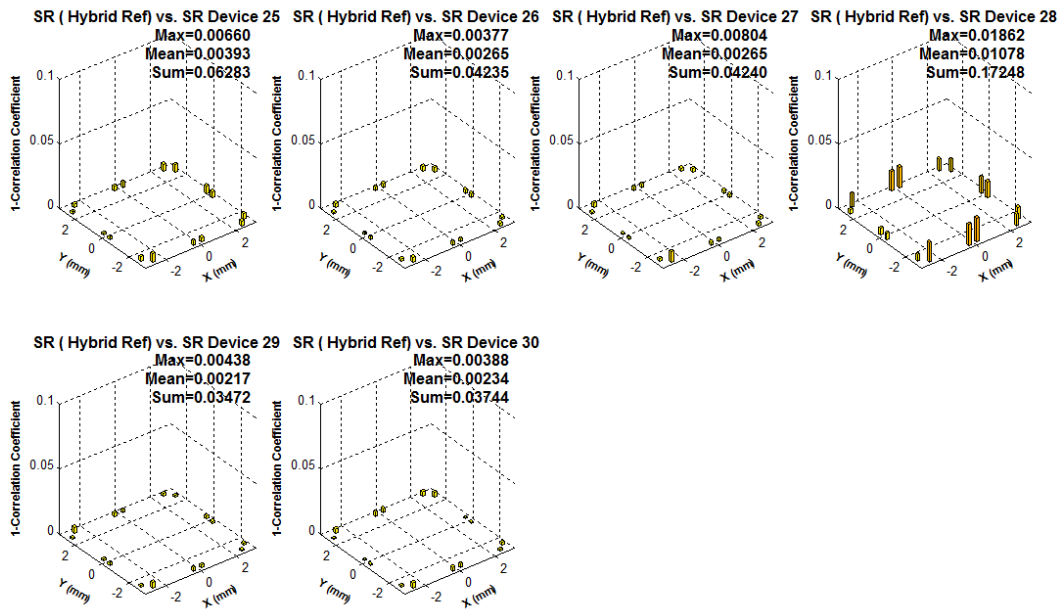 SR ( Hybrid Ref) vs. SR Device 25
Max=0.00660
Mean=0.00393
Sum=0.06283
0.1
0.05
0
1-Correlation Coefficient
2
0
-2
Y (mm)
-2
0
2
X (mm)
SR ( Hybrid Ref) vs. SR Device 26
Max=0.00377
Mean=0.00265
Sum=0.04235
0.1
0.05
0
1-Correlation Coefficient
2
0
-2
Y (mm)
-2
0
2
X (mm)
SR ( Hybrid Ref) vs. SR Device 27
Max=0.00804
Mean=0.00265
Sum=0.04240
0.1
0.05
0
1-Correlation Coefficient
2
0
-2
Y (mm)
-2
0
2
X (mm)
SR ( Hybrid Ref) vs. SR Device 28
Max=0.01862
Mean=0.01078
Sum=0.17248
0.1
0.05
0
1-Correlation Coefficient
2
0
-2
Y (mm)
-2
0
2
X (mm)
SR ( Hybrid Ref) vs. SR Device 29
Max=0.00438
Mean=0.00217
Sum=0.03472
0.1
0.05
0
1-Correlation Coefficient
2
0
-2
Y (mm)
-2
0
2
X (mm)
SR ( Hybrid Ref) vs. SR Device 30
Max=0.00388
Mean=0.00234
Sum=0.03744
0.1
0.05
0
1-Correlation Coefficient
2
0
-2
Y (mm)
-2
0
2
X (mm)